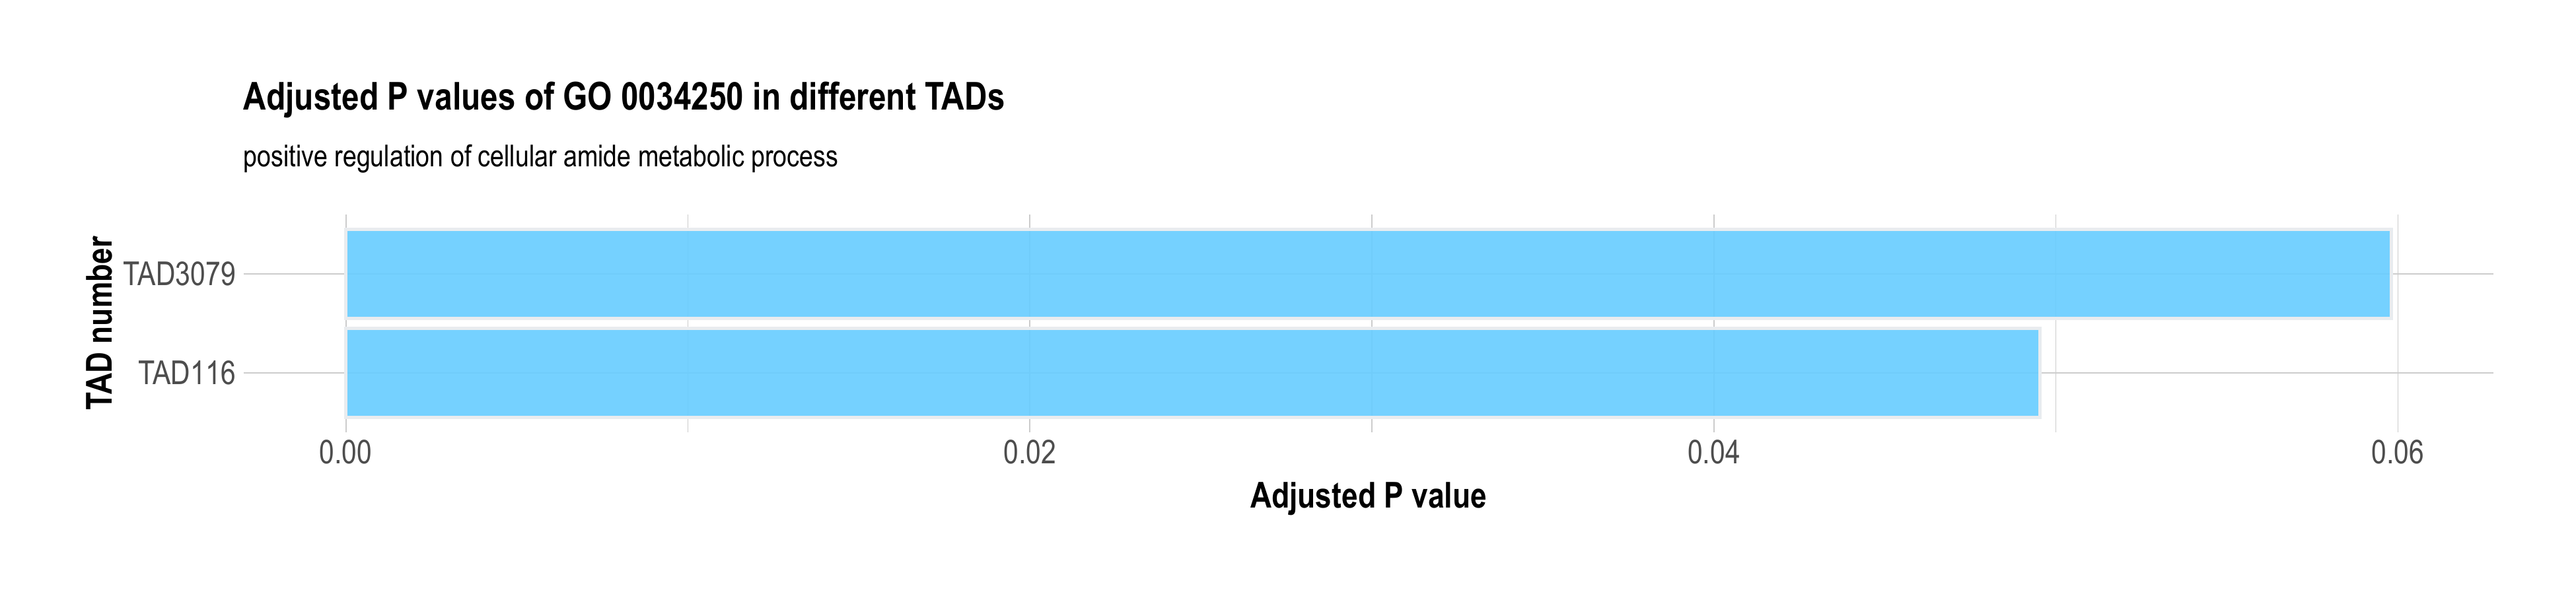 Adjusted P values of GO 0034250 in different TADs
positive regulation of cellular amide metabolic process
TAD number
TAD3079
TAD116
0.00 0.02 0.04 0.06
Adjusted P value